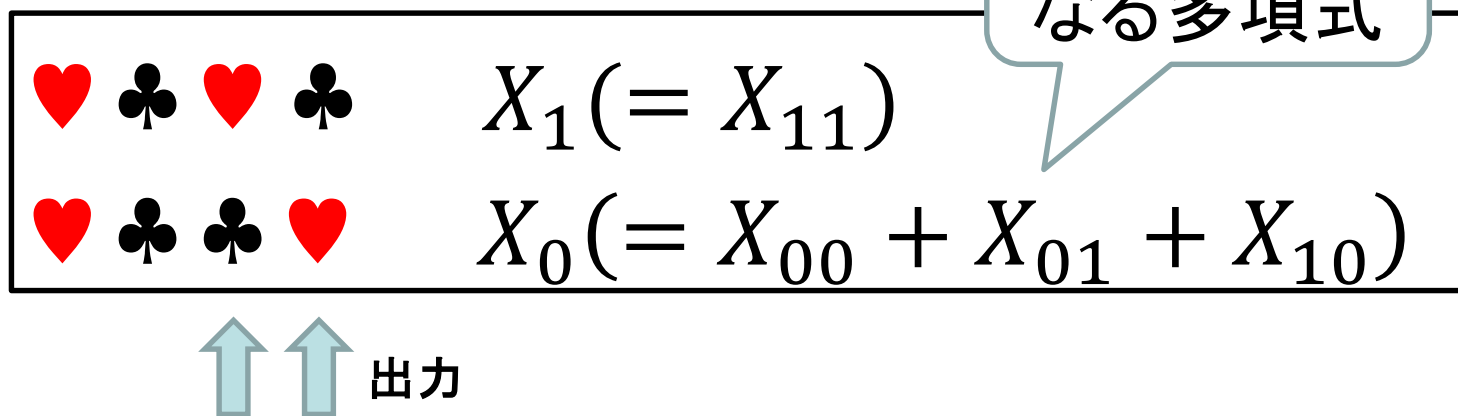 なる多項式
♥ ♣ ♥ ♣ X₁(= X₁₁)
♥ ♣ ♣ ♥ X₀(= X₀₀ + X₀₁ + X₁₀)
出力